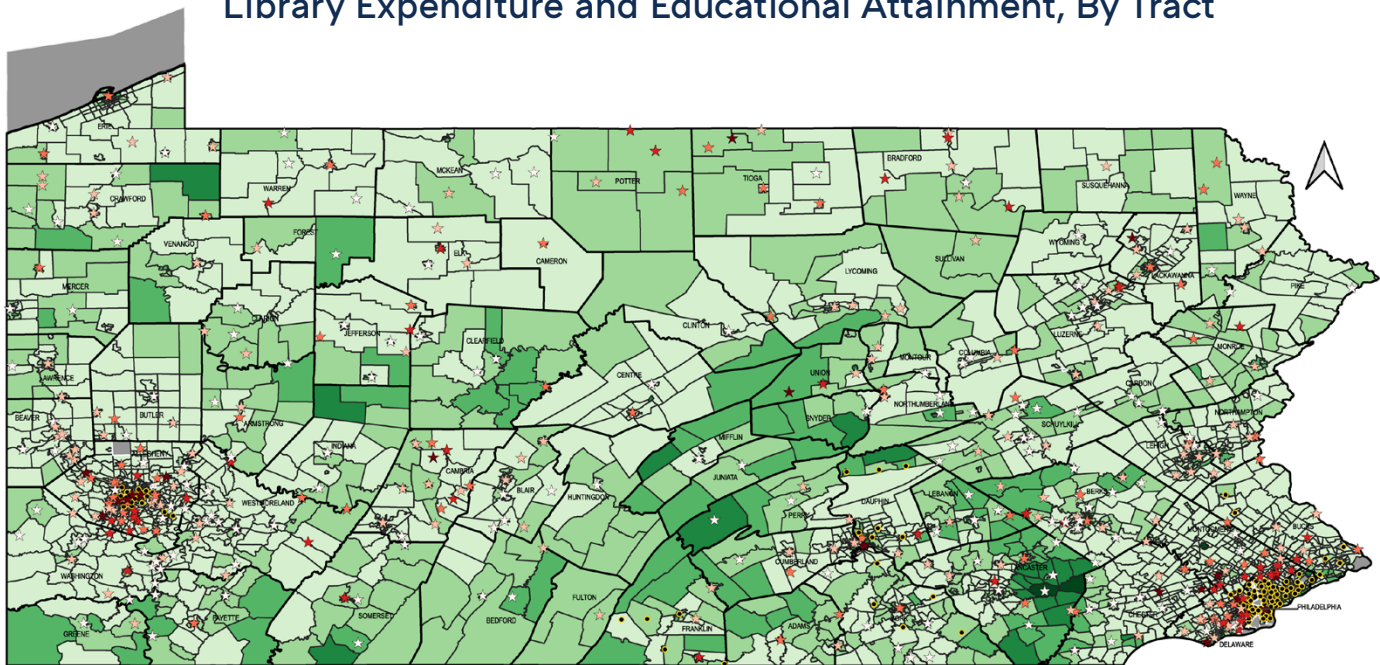 Library Expenditure and Educational Attainment, By Tract
ERIE
CRAWFORD
WARREN
MCKEAN
POTTER
TIOGA
BRADFORD
SUSQUEHANNA
WAYNE
VENANGO
FOREST
ELK
CAMERON
LYCOMING
SULLIVAN
WYOMING
LACKAWANNA
MERCER
PIKE
CLARION
JEFFERSON
CLEARFIELD
CLINTON
LUZERNE
MONROE
LAWRENCE
CENTRE
UNION
MONTOUR
COLUMBIA
CARBON
BEAVER
BUTLER
ARMSTRONG
SNYDER
NORTHUMBERLAND
SCHUYLKILL
NORTHAMPTON
INDIANA
MIFFLIN
LEHIGH
CAMBRIA
BLAIR
HUNTINGDON
JUNIATA
WESTMORELAND
PERRY
DAUPHIN
LEBANON
BERKS
MONTGOMERY
BUCKS
WASHINGTON
CUMBERLAND
LANCASTER
GREENE
FAYETTE
SOMERSET
BEDFORD
FULTON
FRANKLIN
ADAMS
YORK
CHESTER
PHILADELPHIA
DELAWARE